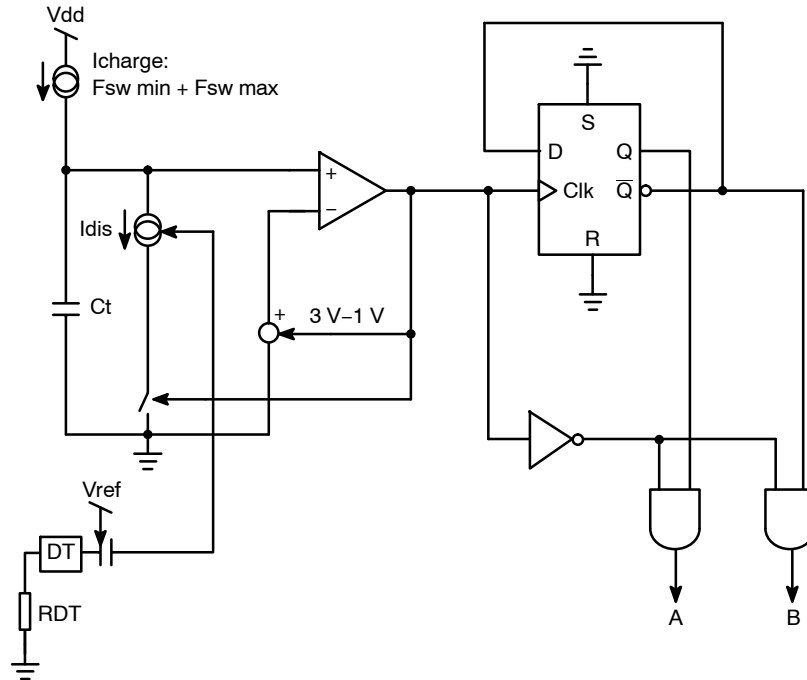 Vdd
Icharge:
Fsw min + Fsw max
S
D
Q
+
−
Clk
Q̅
Idis
R
Ct
+
3 V−1 V
Vref
DT
RDT
A
B